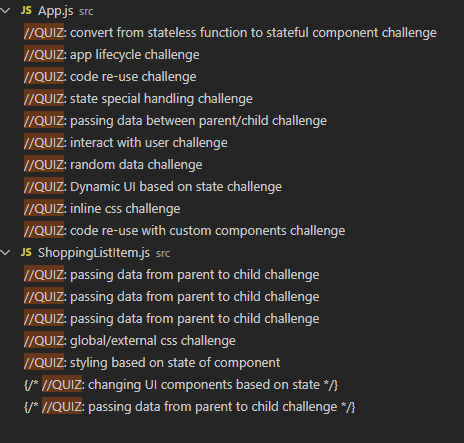 JS App.js src
//QUIZ: convert from stateless function to stateful component challenge
//QUIZ: app lifecycle challenge
//QUIZ: code re-use challenge
//QUIZ: state special handling challenge
//QUIZ: passing data between parent/child challenge
//QUIZ: interact with user challenge
//QUIZ: random data challenge
//QUIZ: Dynamic UI based on state challenge
//QUIZ: inline css challenge
//QUIZ: code re-use with custom components challenge
JS ShoppingListItem.js src
//QUIZ: passing data from parent to child challenge
//QUIZ: passing data from parent to child challenge
//QUIZ: passing data from parent to child challenge
//QUIZ: global/external css challenge
//QUIZ: styling based on state of component
{/* //QUIZ: changing UI components based on state */}
{/* //QUIZ: passing data from parent to child challenge */}